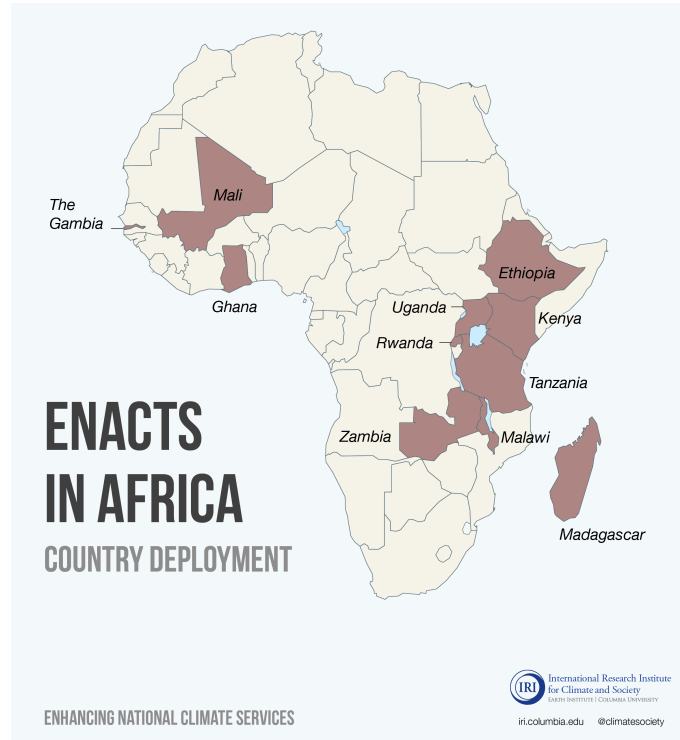 The
Gambia
Mali
Ghana
Ethiopia
Uganda
Kenya
Rwanda
Tanzania
Zambia
Malawi
Madagascar
ENACTS
IN AFRICA
COUNTRY DEPLOYMENT
ENHANCING NATIONAL CLIMATE SERVICES
IRI
International Research Institute
for Climate and Society
EARTH INSTITUTE | COLUMBIA UNIVERSITY
iri.columbia.edu @climatesociety